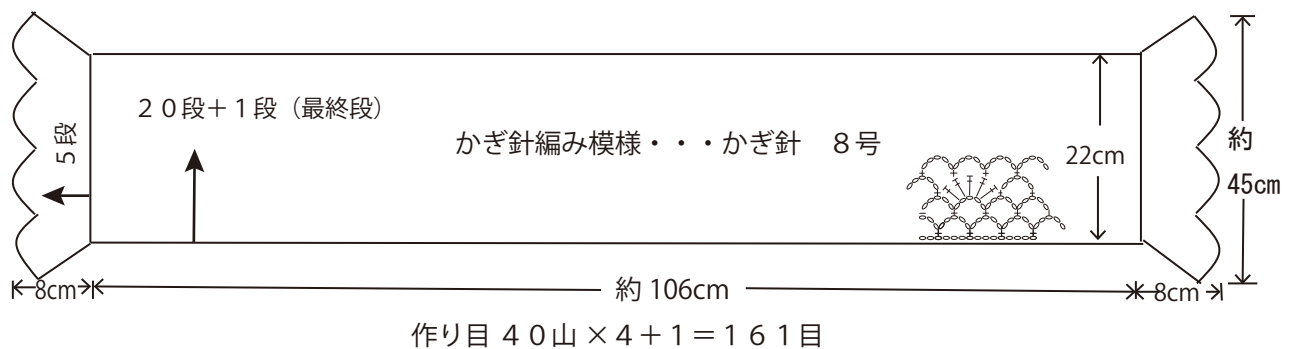 20段+1段（最終段）
5段
かぎ針編み模様・・・かぎ針　8号
22cm
約
45cm
8cm
約 106cm
8cm
作り目 40山×4+1=161目